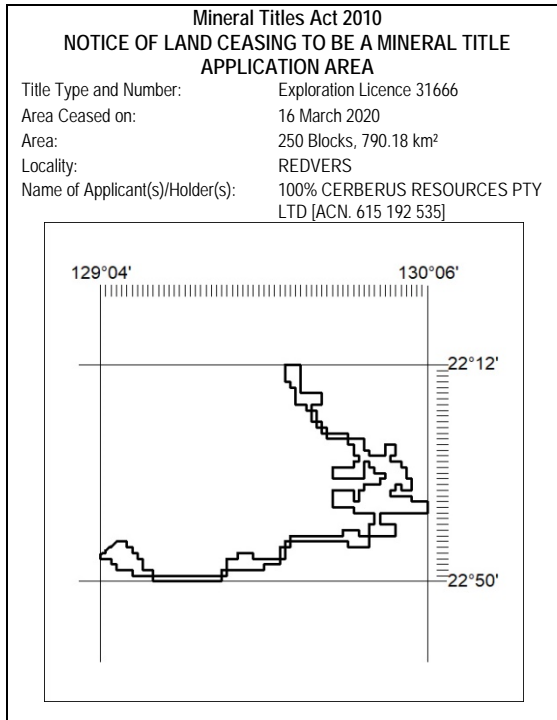 Mineral Titles Act 2010
NOTICE OF LAND CEASING TO BE A MINERAL TITLE
APPLICATION AREA
Title Type and Number: Exploration Licence 31666
Area Ceased on: 16 March 2020
Area: 250 Blocks, 790.18 km²
Locality: REDVERS
Name of Applicant(s)/Holder(s): 100% CERBERUS RESOURCES PTY
LTD [ACN. 615 192 535]
129°04' 130°06'
22°12'
22°50'